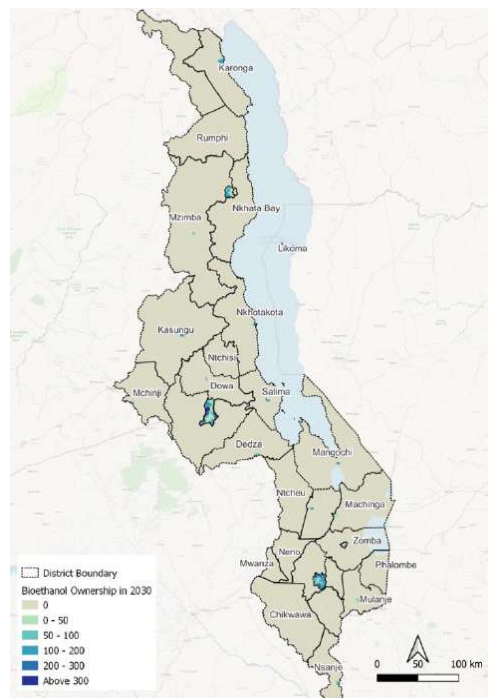 Karonga
Rumphi
Nkhata Bay
Mzimba
Likoma
Nkhotakota
Kasungu
Ntchisi
Dowa
Mchinji
Salima
Dedza
Mangochi
Ntcheu
Machinga
Zomba
Neno
Mwanza
Phalombe
Mulanje
Chikwawa
Nsanje
District Boundary
Bioethanol Ownership in 2030
0
0 - 50
50 - 100
100 - 200
200 - 300
Above 300
0 50 100 km